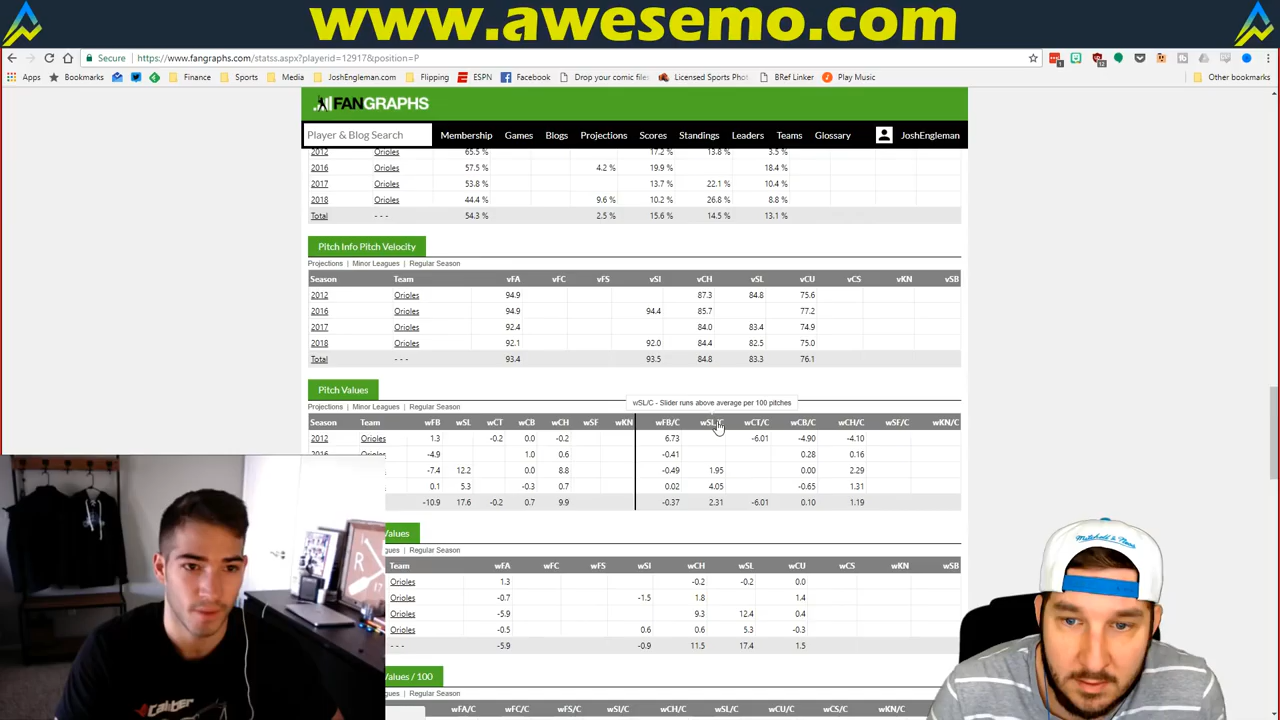 www.awesemo.com
Secure https://www.fangraphs.com/statss.aspx?playerid=12917&position=P
Apps Bookmarks Finance Sports Media JoshEngleman.com Flipping ESPN Facebook Drop your comic files Licensed Sports Pho BRef Linker Play Music Other bookmarks
FANGRAPHS
Player & Blog Search Membership Games Blogs Projections Scores Standings Leaders Teams Glossary JoshEngleman
2012 Orioles 65.5 % 17.2 % 13.8 % 3.5 %
2016 Orioles 57.5 % 4.2 % 19.9 % 18.4 %
2017 Orioles 53.8 % 13.7 % 22.1 % 10.4 %
2018 Orioles 44.4 % 9.6 % 10.2 % 26.8 % 8.8 %
Total - - - 54.3 % 2.5 % 15.6 % 14.5 % 13.1 %
Pitch Info Pitch Velocity
Projections | Minor Leagues | Regular Season
Season Team vFA vFC vFS vSI vCH vSL vCU vCS vKN vSB
2012 Orioles 94.9 87.3 84.8 75.6
2016 Orioles 94.9 94.4 85.7 77.2
2017 Orioles 92.4 84.0 83.4 74.9
2018 Orioles 92.1 92.0 84.4 82.5 75.0
Total - - - 93.4 93.5 84.8 83.3 76.1
Pitch Values
wSL/C - Slider runs above average per 100 pitches
Projections | Minor Leagues | Regular Season
Season Team wFB wSL wCT wCB wCH wSF wKN wFB/C wSL/C wCT/C wCB/C wCH/C wSF/C wKN/C
2012 Orioles 1.3 -0.2 0.0 -0.2 6.73 -6.01 -4.90 -4.10
-4.9 1.0 0.6 -0.41 0.28 0.16
-7.4 12.2 0.0 8.8 -0.49 1.95 0.00 2.29
0.1 5.3 -0.3 0.7 0.02 4.05 -0.65 1.31
-10.9 17.6 -0.2 0.7 9.9 -0.37 2.31 -6.01 0.10 1.19
Values
Regular Season
Team wFA wFC wFS wSI wCH wSL wCU wCS wKN wSB
Orioles 1.3 -0.2 -0.2 0.0
Orioles -0.7 -1.5 1.8 1.4
Orioles -5.9 9.3 12.4 0.4
Orioles -0.5 0.6 0.6 5.3 -0.3
- - - -5.9 -0.9 11.5 17.4 1.5
Values / 100
Regular Season
wFA/C wFC/C wFS/C wSI/C wCH/C wSL/C wCU/C wCS/C wKN/C
Mitchell & Ness
R
17